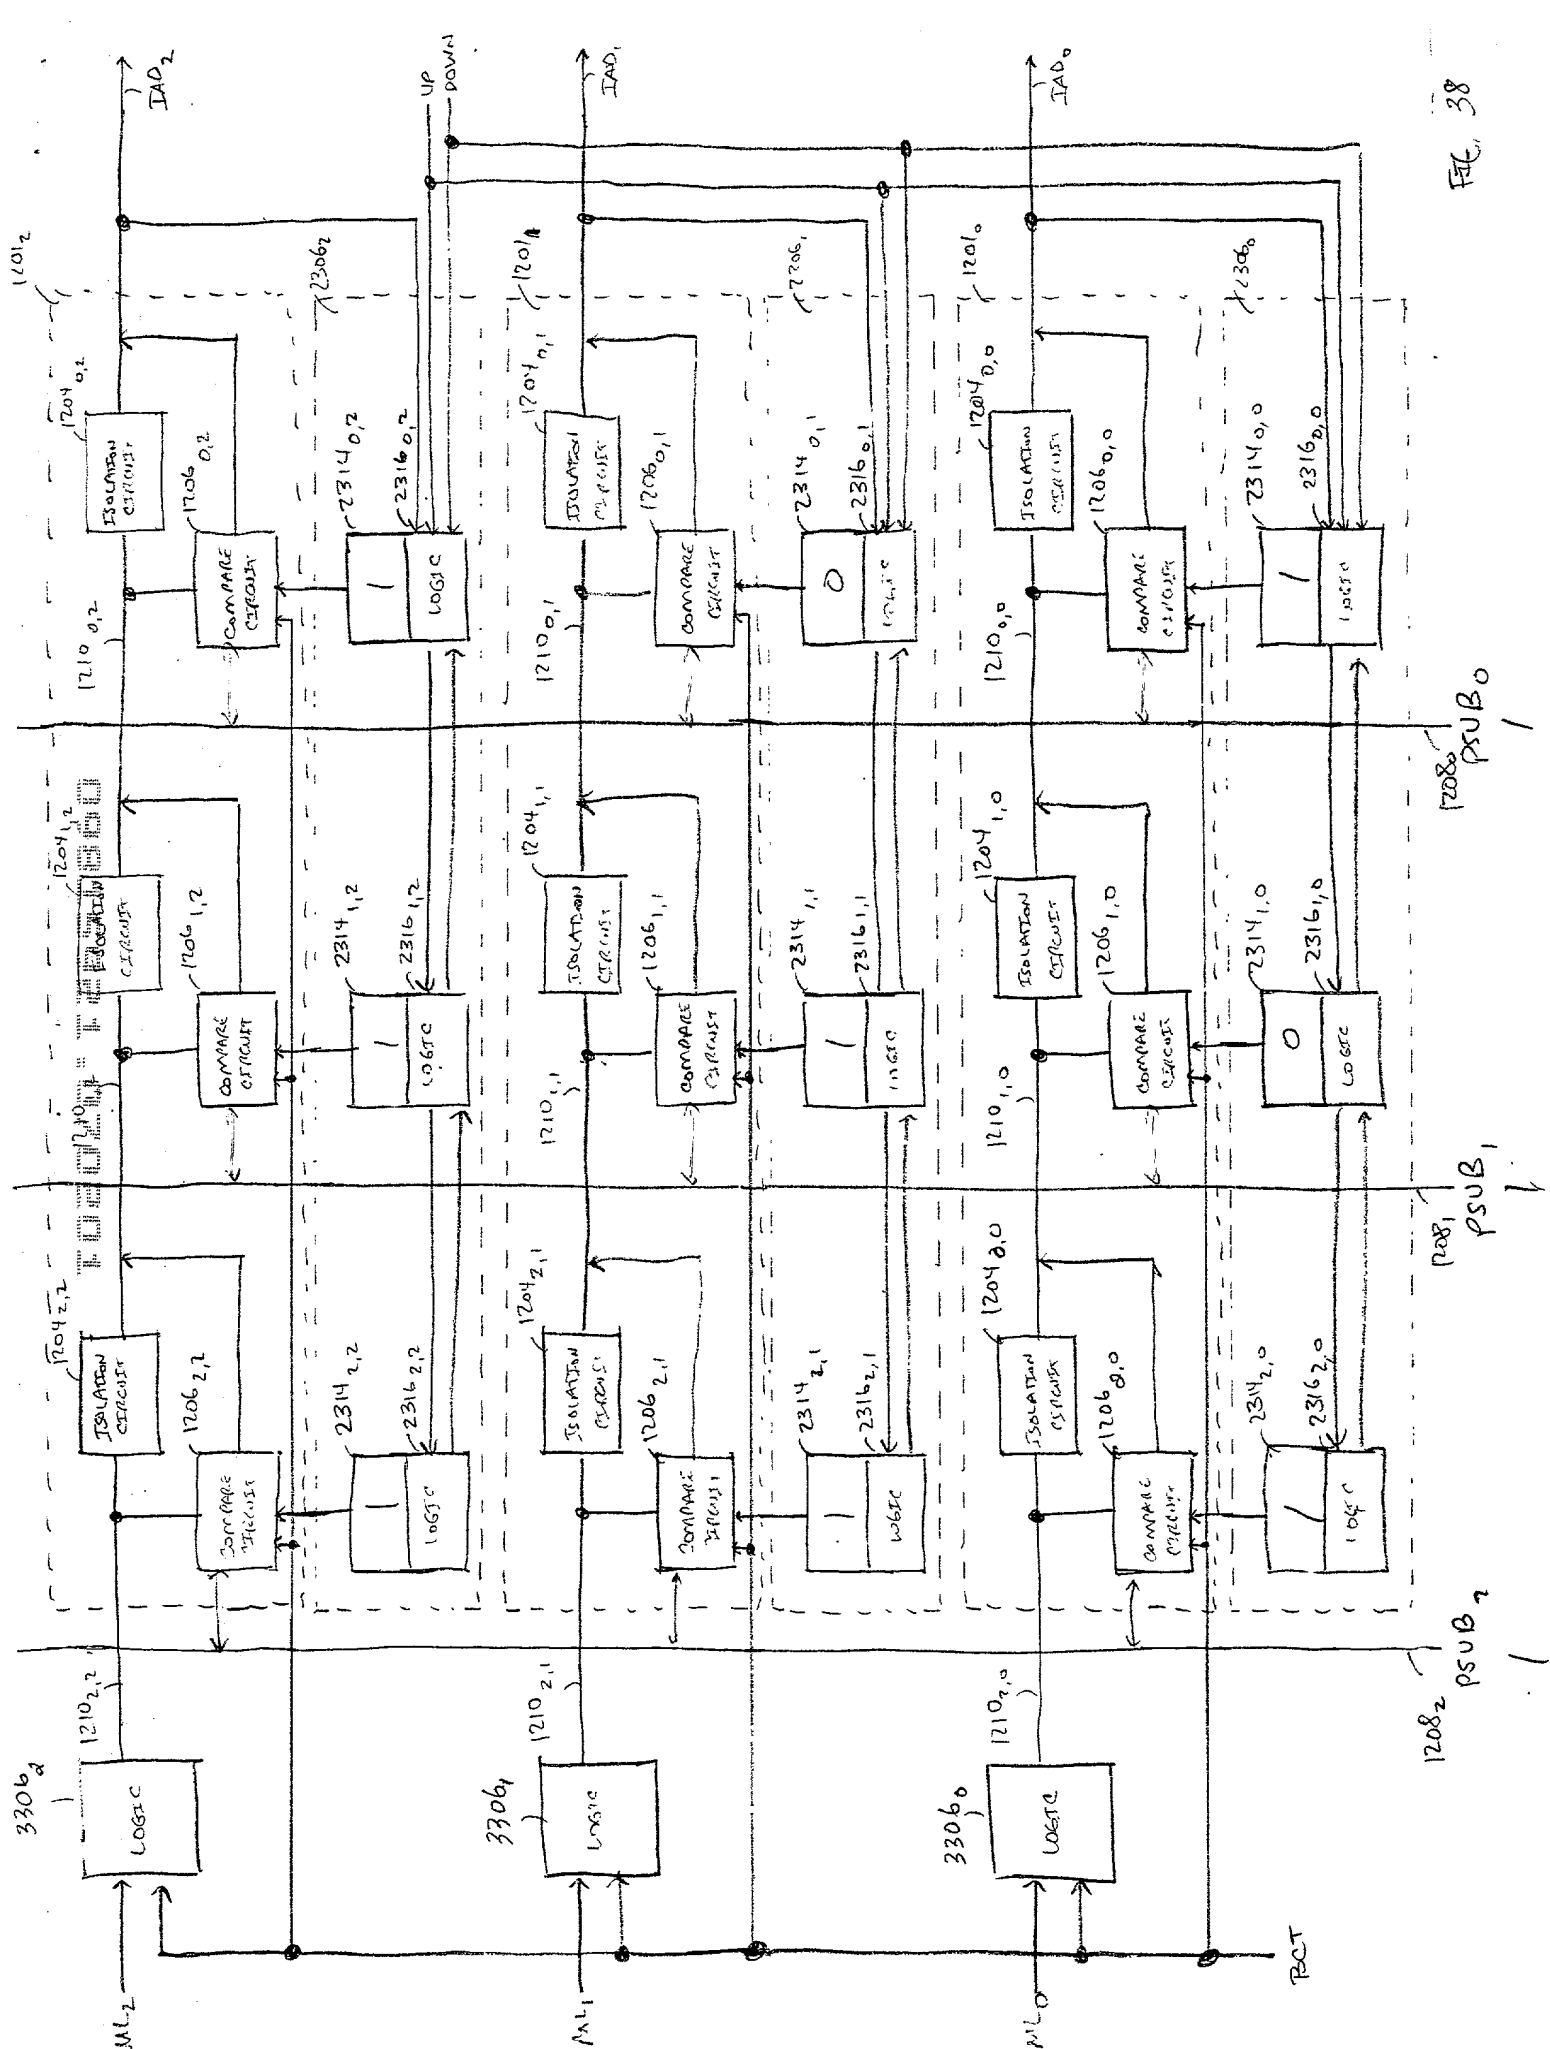 ML₂
3306₂
LOGIC
1210₂,₂
1204₂,₂
ISOLATION CIRCUIT
1206₂,₂
COMPARE CIRCUIT
2314₂,₂
1
2316₂,₂
LOGIC
1210
1204₁,₂
ISOLATION CIRCUIT
1206₁,₂
COMPARE CIRCUIT
2314₁,₂
1
2316₁,₂
LOGIC
1210₀,₂
1204₀,₂
ISOLATION CIRCUIT
1206₀,₂
COMPARE CIRCUIT
2314₀,₂
1
2316₀,₂
LOGIC
1201₂
2306₂
IAD₂
UP
DOWN
ML₁
3306₁
LOGIC
1210₂,₁
1204₂,₁
ISOLATION CIRCUIT
1206₂,₁
COMPARE CIRCUIT
2314₂,₁
1
2316₂,₁
LOGIC
1210₁,₁
1204₁,₁
ISOLATION CIRCUIT
1206₁,₁
COMPARE CIRCUIT
2314₁,₁
1
2316₁,₁
LOGIC
1210₀,₁
1204₀,₁
ISOLATION CIRCUIT
1206₀,₁
COMPARE CIRCUIT
2314₀,₁
0
2316₀,₁
LOGIC
1201₁
IAD₁
ML₀
3306₀
LOGIC
1210₂,₀
1204₂,₀
ISOLATION CIRCUIT
1206₂,₀
COMPARE CIRCUIT
2314₂,₀
1
2316₂,₀
LOGIC
1210₁,₀
1204₁,₀
ISOLATION CIRCUIT
1206₁,₀
COMPARE CIRCUIT
2314₁,₀
0
2316₁,₀
LOGIC
1210₀,₀
1204₀,₀
ISOLATION CIRCUIT
1206₀,₀
COMPARE CIRCUIT
2314₀,₀
1
2316₀,₀
LOGIC
1201₀
2306₀
IAD₀
BCT
1208₂
PSUB₂
1
1208₁
PSUB₁
1
1208₀
PSUB₀
1
FIG. 38